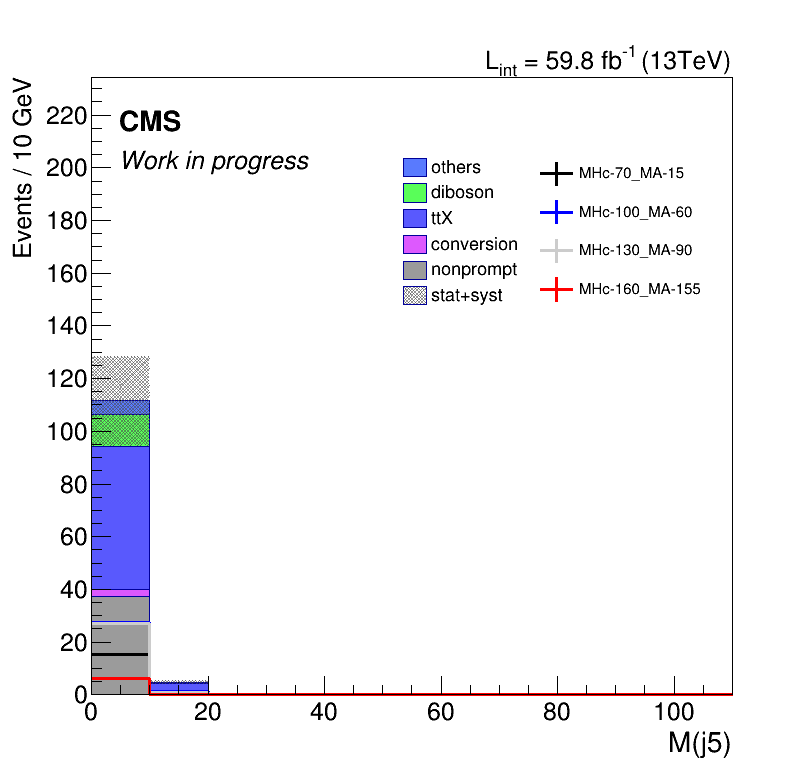 L_int = 59.8 fb^-1 (13TeV)
Events / 10 GeV
CMS
Work in progress
others
diboson
ttX
conversion
nonprompt
stat+syst
MHc-70_MA-15
MHc-100_MA-60
MHc-130_MA-90
MHc-160_MA-155
220
200
180
160
140
120
100
80
60
40
20
0
0 20 40 60 80 100
M(j5)